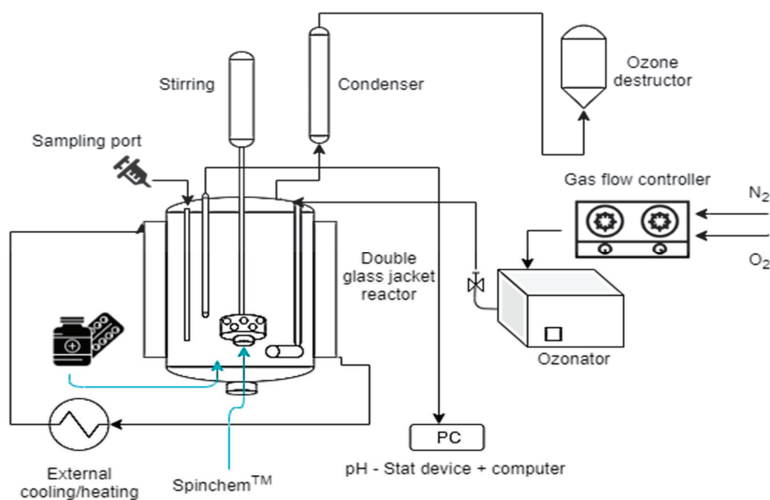 Stirring
Condenser
Ozone
destructor
Sampling port
Gas flow controller
N2
O2
Double
glass jacket
reactor
Ozonator
PC
pH - Stat device + computer
External
cooling/heating
Spinchem™